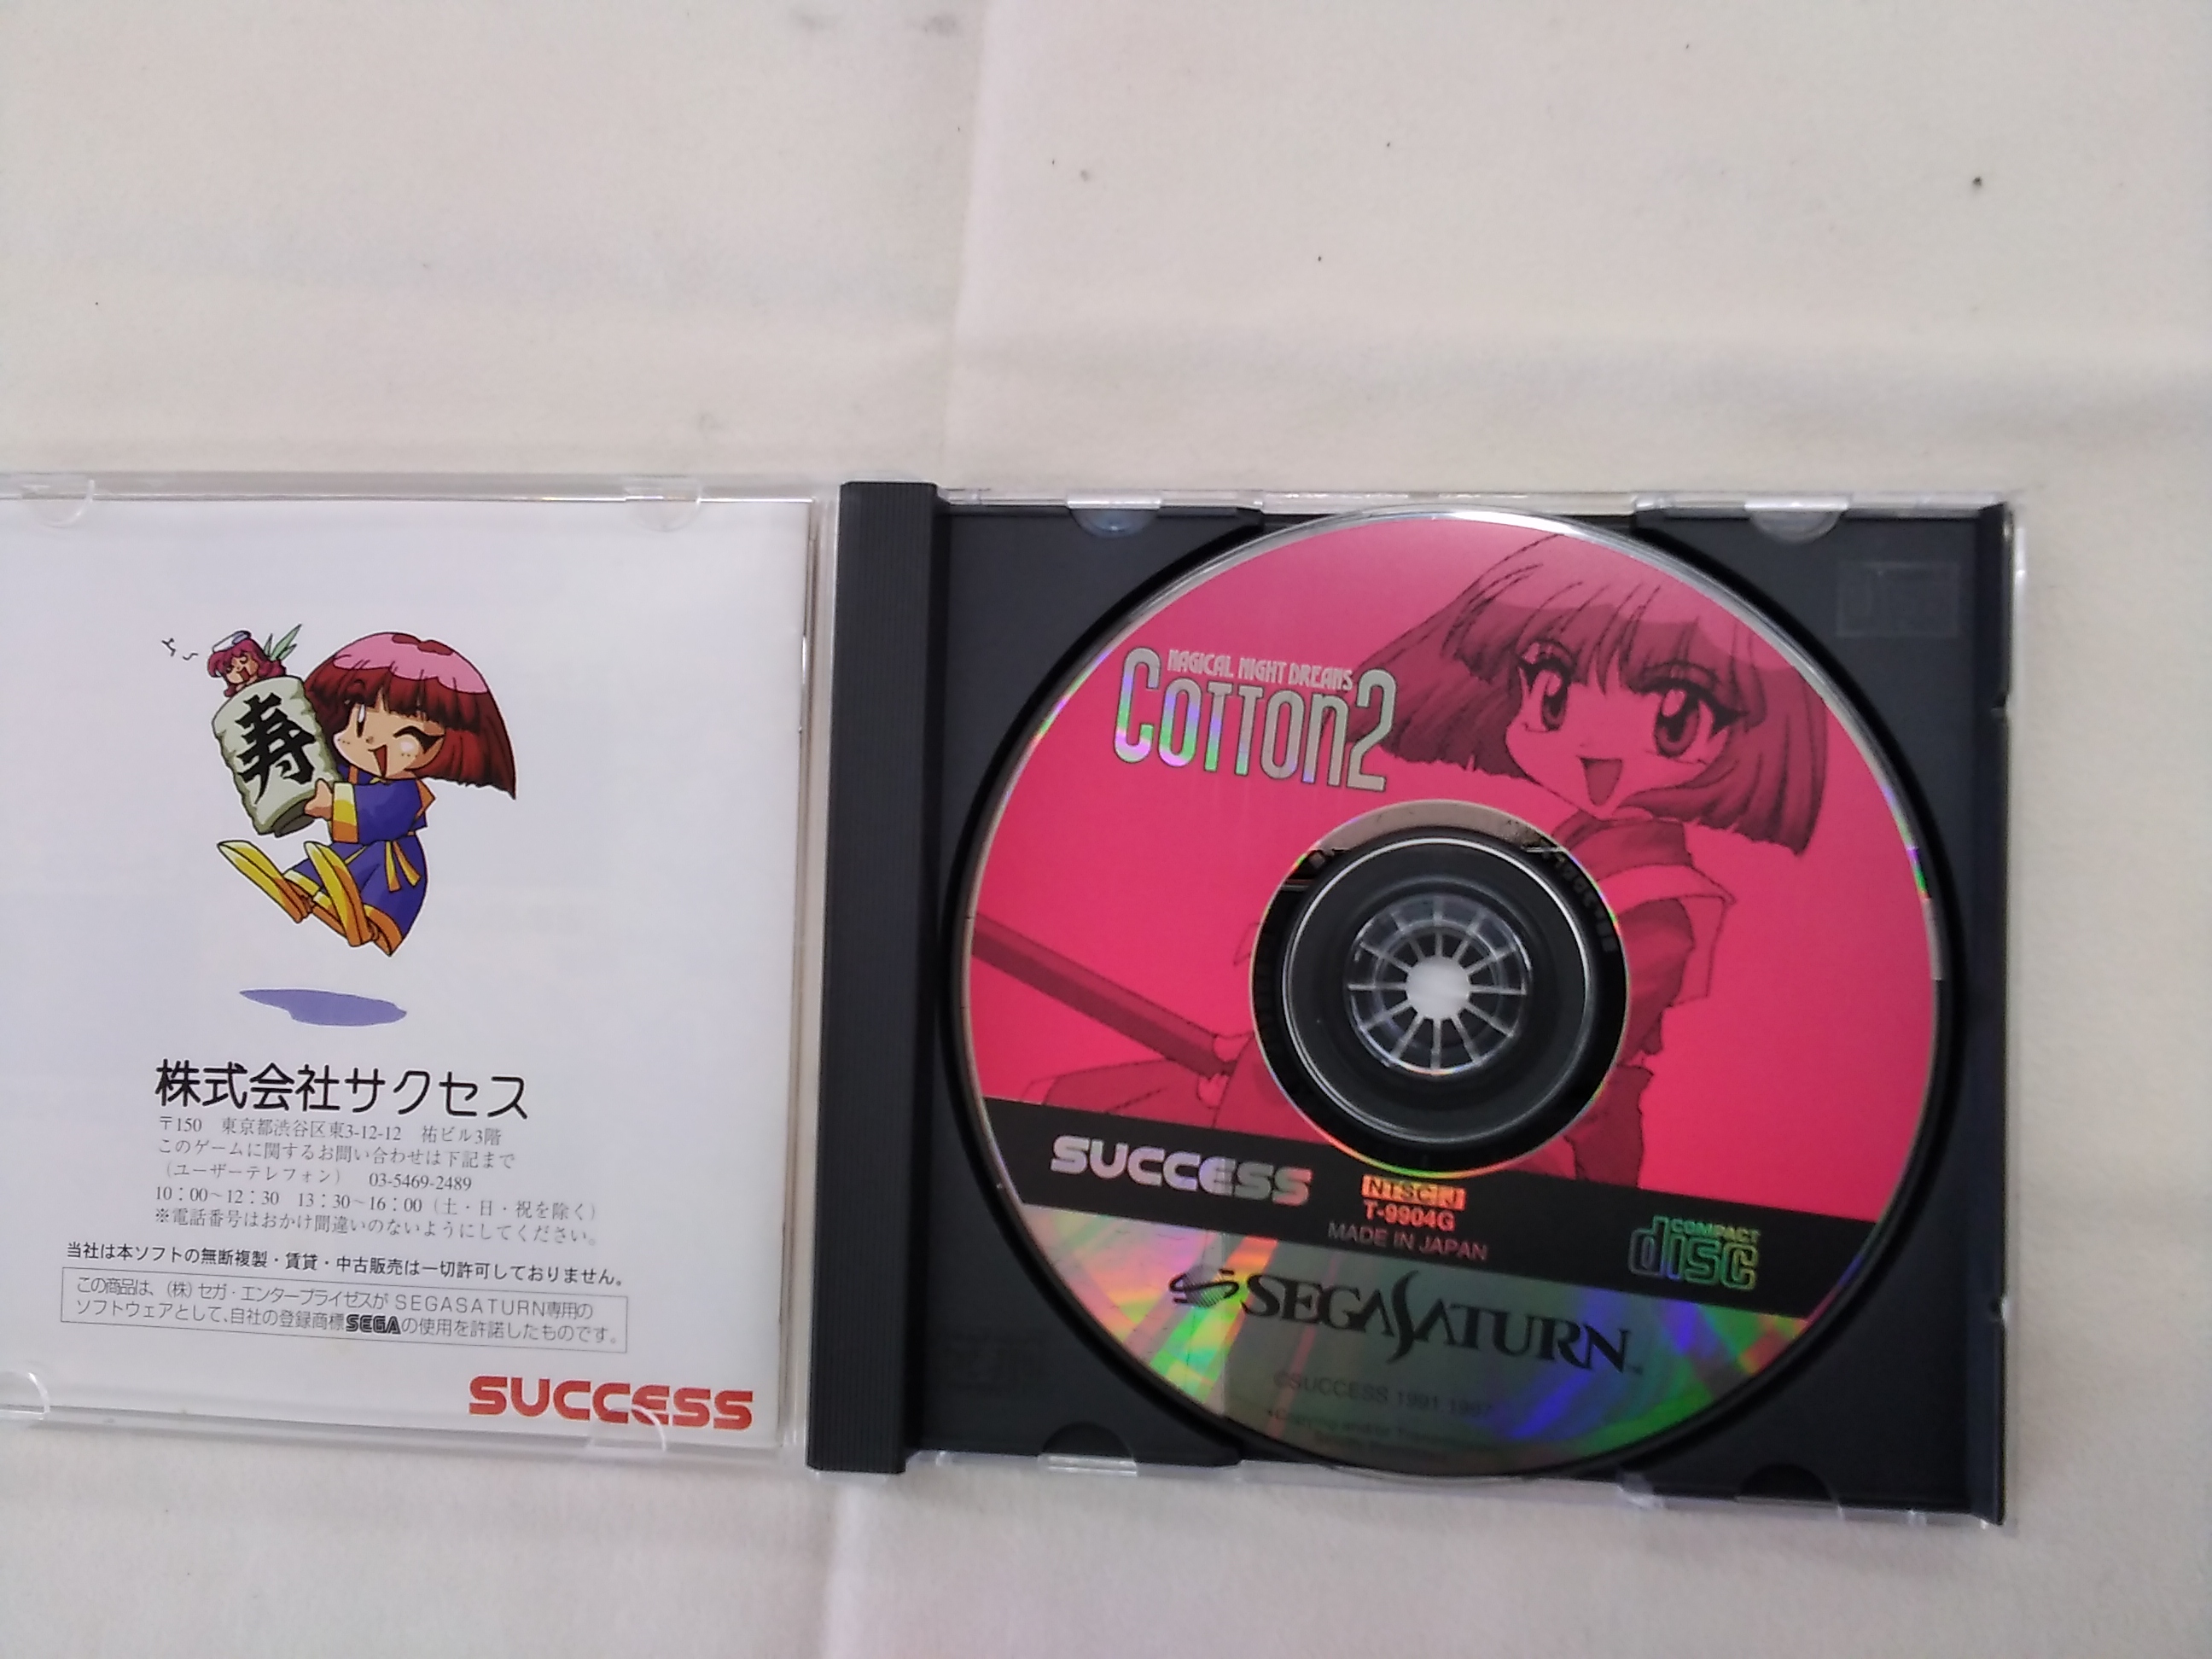 寿
株式会社サクセス
〒150　東京都渋谷区東3-12-12　祐ビル3階
このゲームに関するお問い合わせは下記まで
（ユーザーテレフォン）　03-5469-2489
10：00~12：30　13：30~16：00（土・日・祝を除く）
※電話番号はおかけ間違いのないようにしてください。
当社は本ソフトの無断複製・賃貸・中古販売は一切許可しておりません。
この商品は、（株）セガ・エンタープライゼスがSEGASATURN専用の
ソフトウェアとして、自社の登録商標SEGAの使用を許諾したものです。
SUCCESS
MAGICAL NIGHT DREAMS
COTTON2
SUCCESS
NTSC J
T-9904G
MADE IN JAPAN
COMPACT
disc
SEGASATURN
©SUCCESS 1991 1997